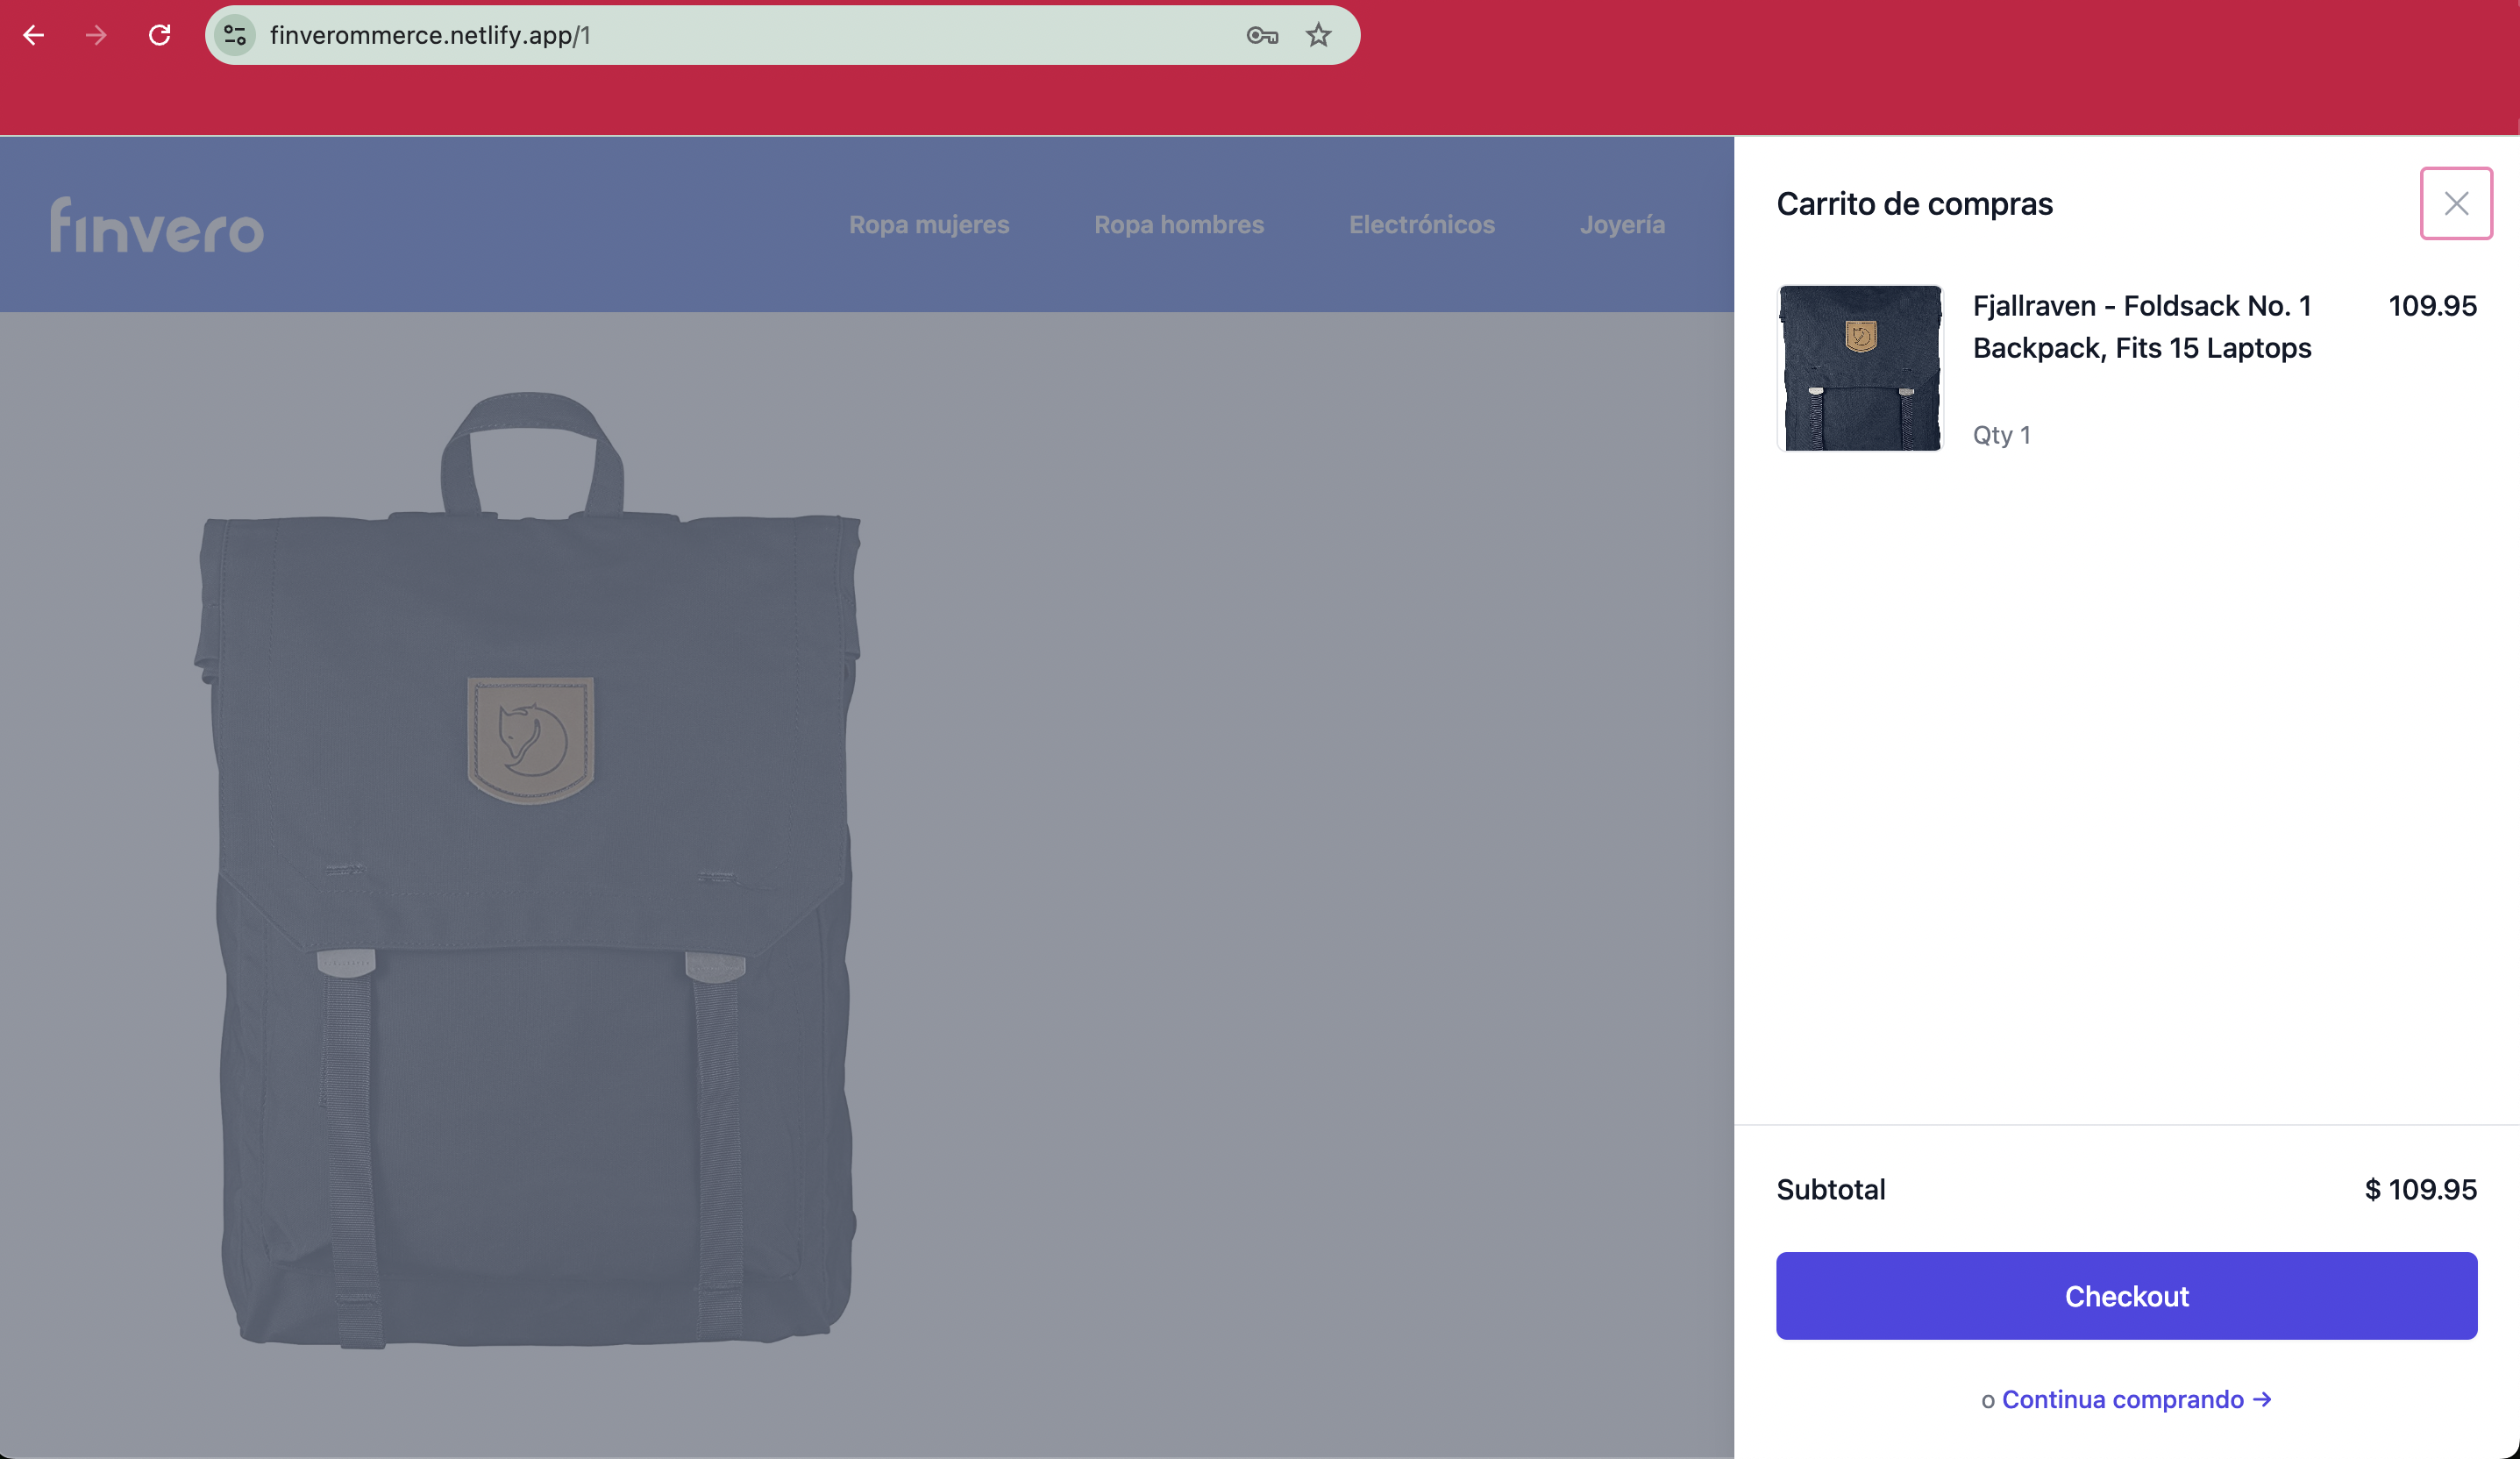 finverommerce.netlify.app/1
finvero
Ropa mujeres
Ropa hombres
Electrónicos
Joyería
Carrito de compras
Fjallraven - Foldsack No. 1
Backpack, Fits 15 Laptops
109.95
Qty 1
Subtotal
$ 109.95
Checkout
o Continua comprando →